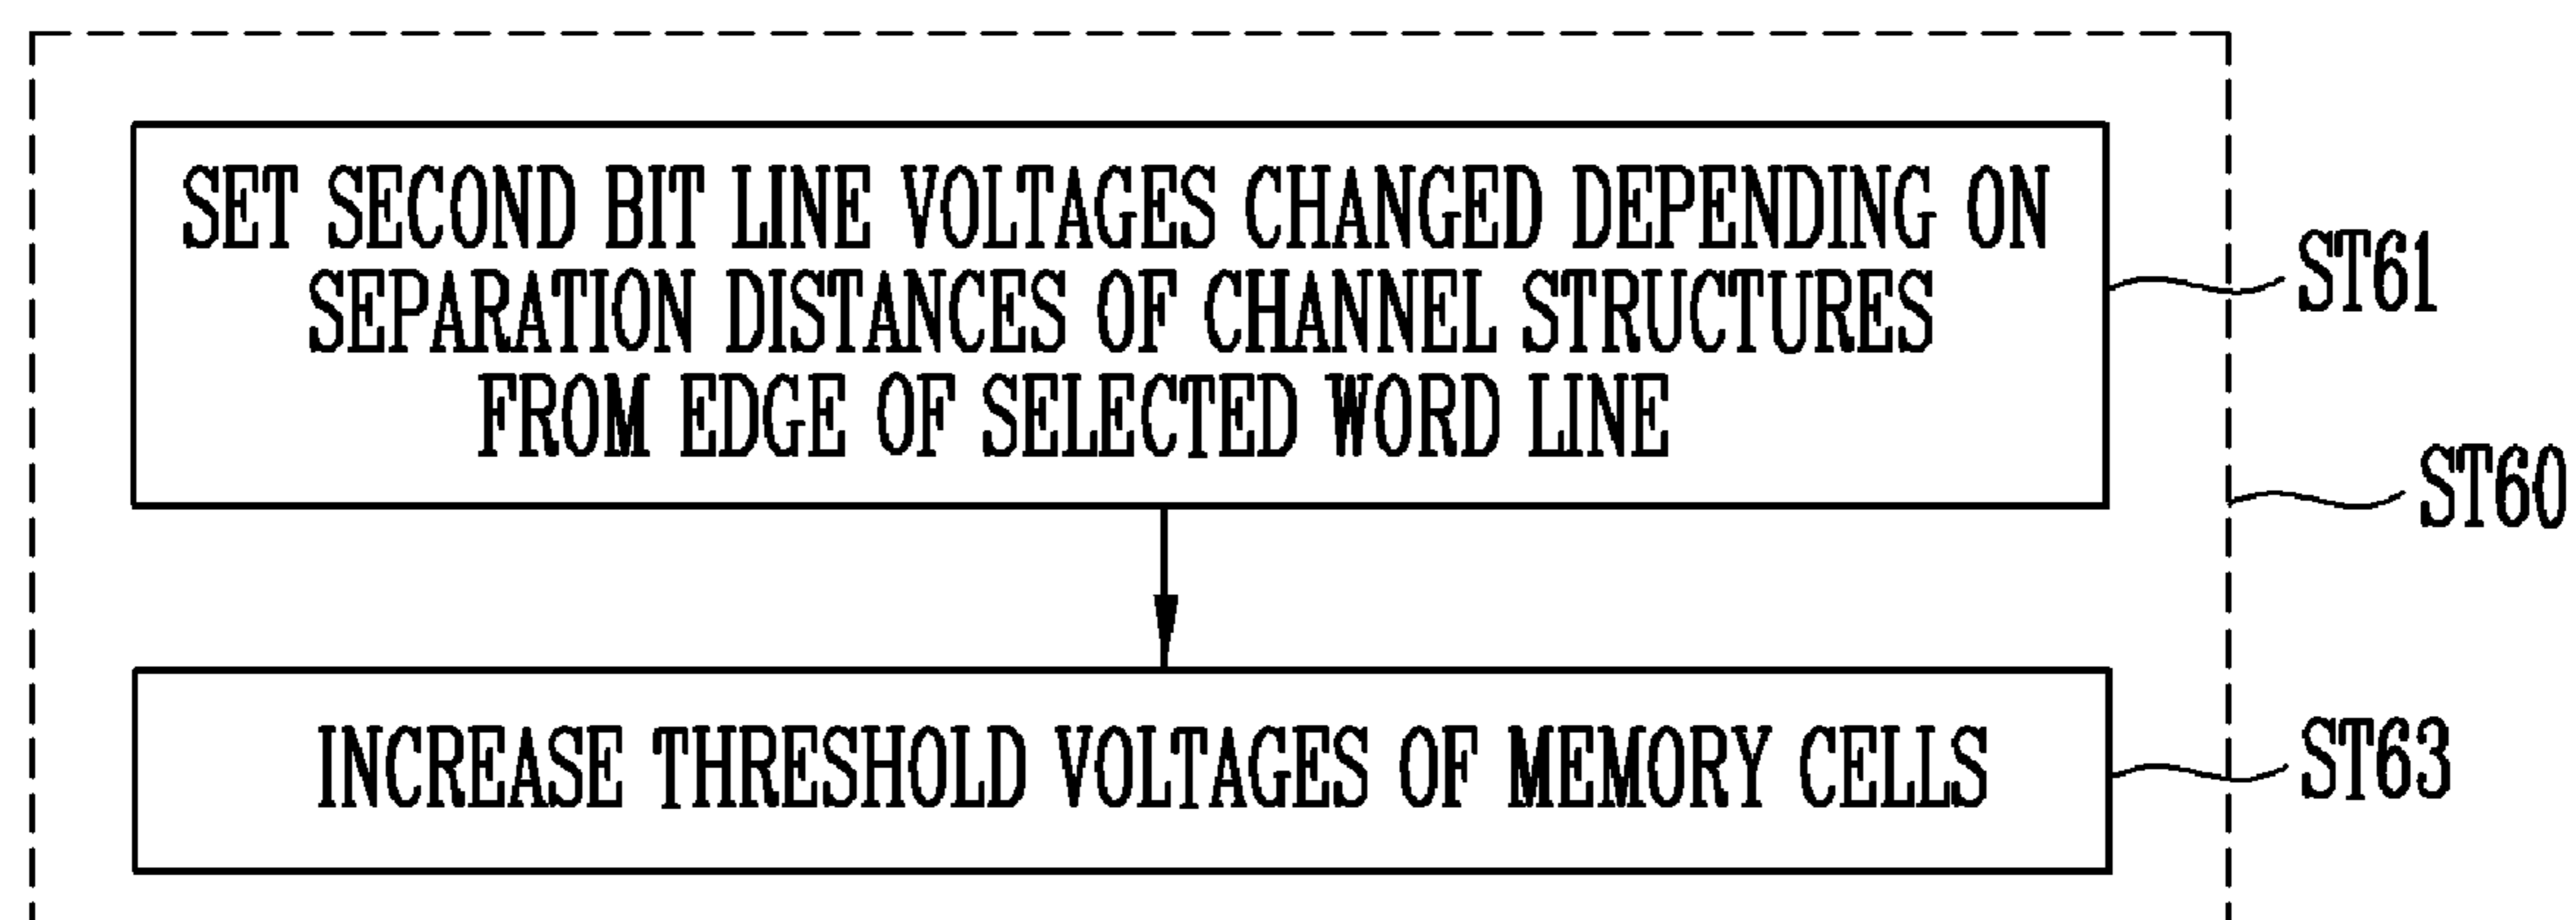 SET SECOND BIT LINE VOLTAGES CHANGED DEPENDING ON
SEPARATION DISTANCES OF CHANNEL STRUCTURES
FROM EDGE OF SELECTED WORD LINE
ST61
ST60
INCREASE THRESHOLD VOLTAGES OF MEMORY CELLS
ST63